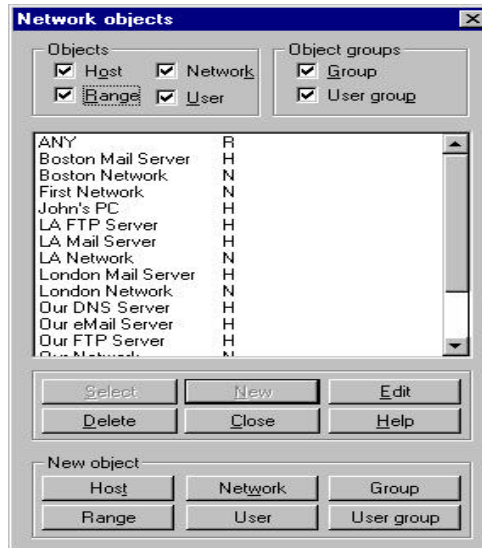 Network objects
Objects
Object groups
Host
Network
Group
Range
User
User group
ANY R
Boston Mail Server H
Boston Network N
First Network N
John's PC H
LA FTP Server H
LA Mail Server H
LA Network N
London Mail Server H
London Network N
Our DNS Server H
Our eMail Server H
Our FTP Server H
Our Network N
Select
New
Edit
Delete
Close
Help
New object
Host
Network
Group
Range
User
User group